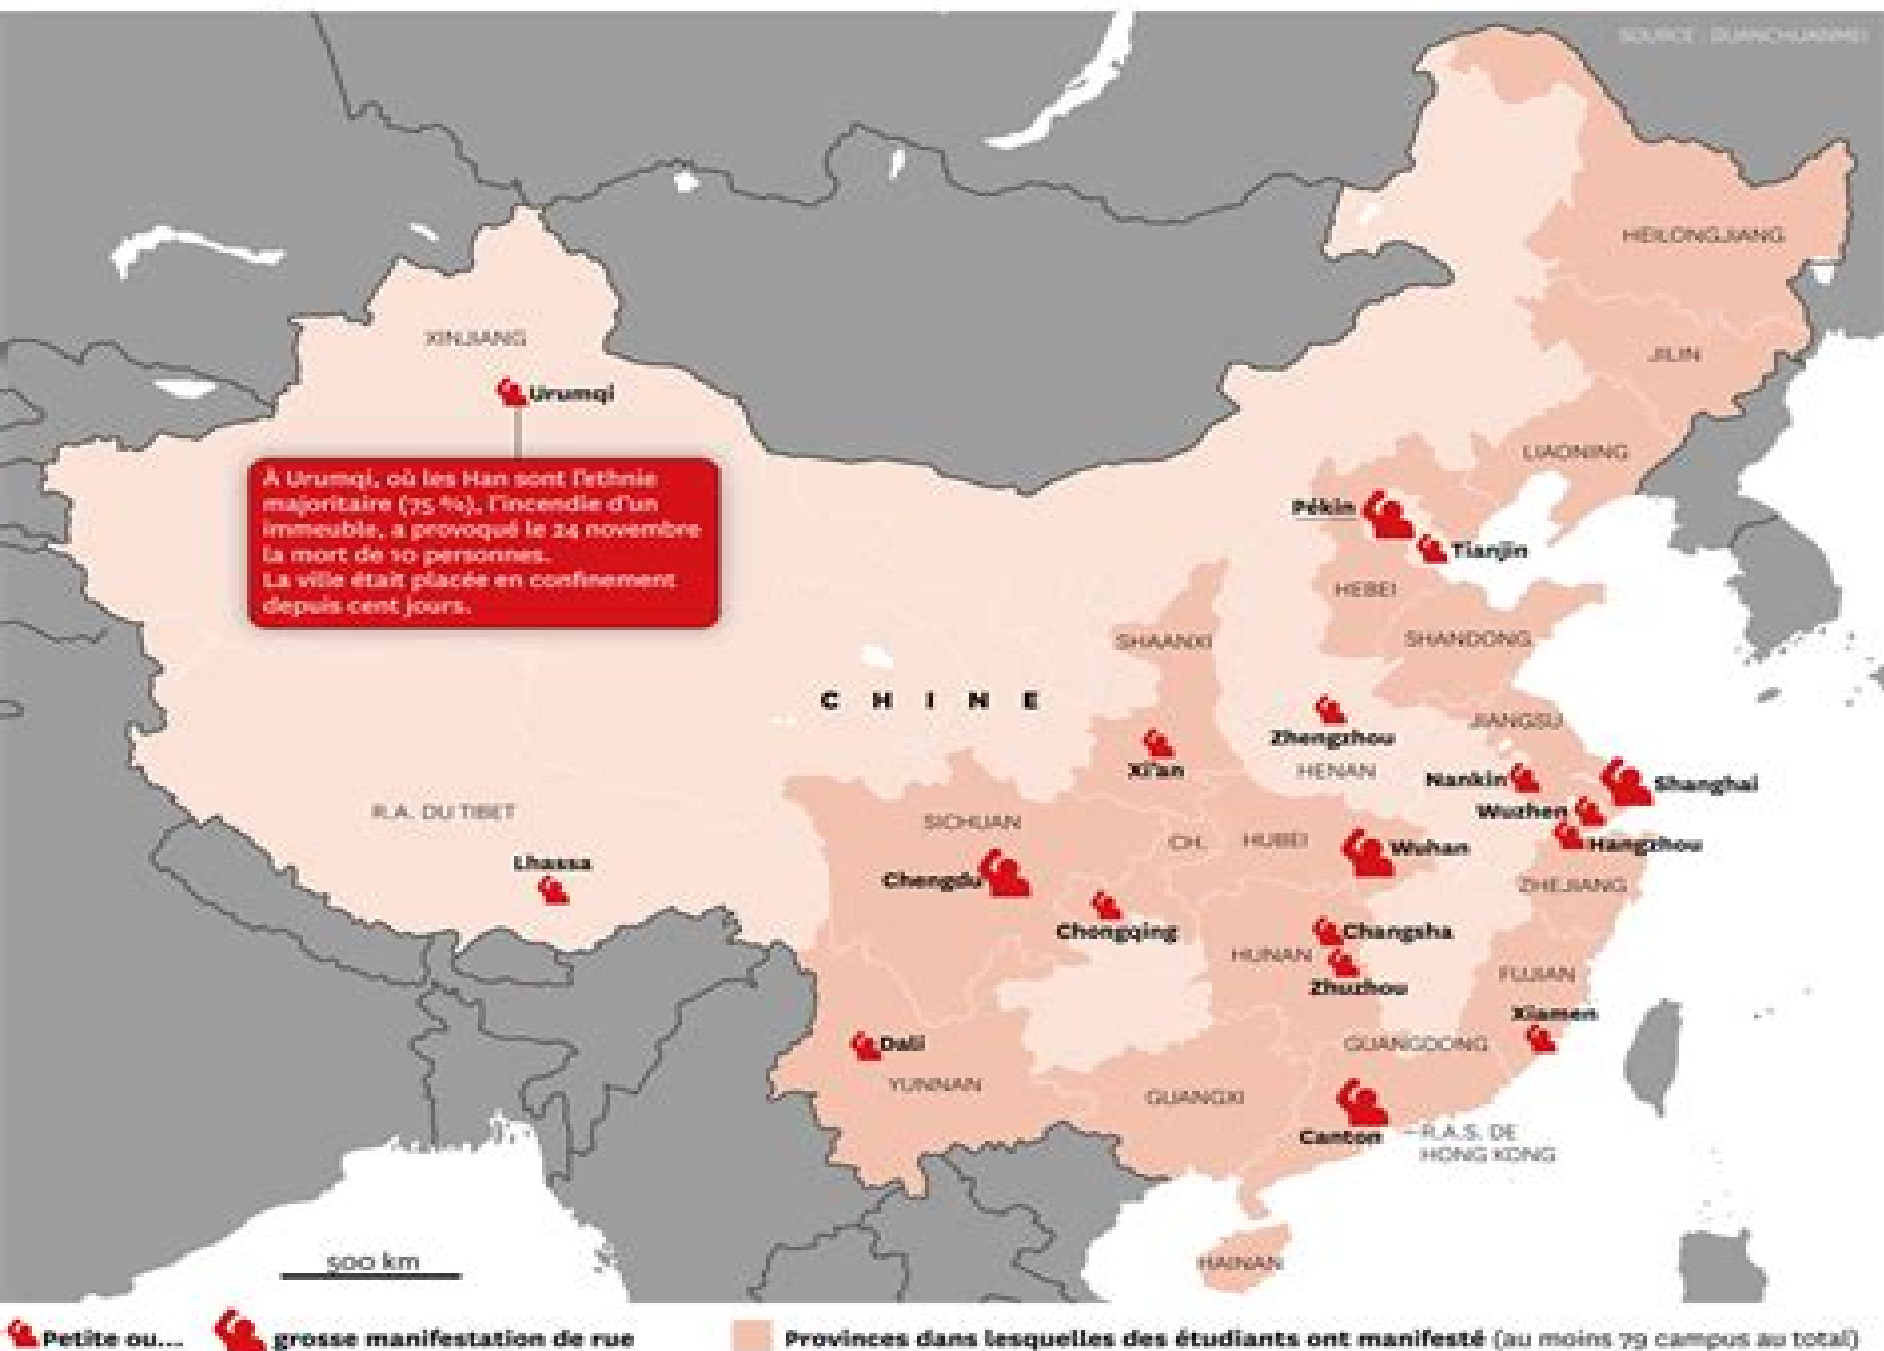 SOURCE : DUANCHUANMEI
HEILONGJIANG
XINJIANG
JILIN
Urumqi
LIAONING
À Urumqi, où les Han sont l'ethnie
majoritaire (75 %), l'incendie d'un
immeuble, a provoqué le 24 novembre
la mort de 10 personnes.
La ville était placée en confinement
depuis cent jours.
Pékin
Tianjin
HEBEI
SHAANXI
SHANDONG
CHINE
JIANGSU
Zhengzhou
Xi'an
HENAN
Nankin
Shanghai
Wuzhen
R.A. DU TIBET
SICHUAN
CH.
HUBEI
Wuhan
Hangzhou
Lhassa
Chengdu
ZHEJIANG
Chongqing
Changsha
HUNAN
FUJIAN
Zhuzhou
Xiamen
Dali
GUANGDONG
YUNNAN
GUANGXI
Canton
R.A.S. DE
HONG KONG
HAINAN
500 km
Petite ou... grosse manifestation de rue
Provinces dans lesquelles des étudiants ont manifesté (au moins 79 campus au total)